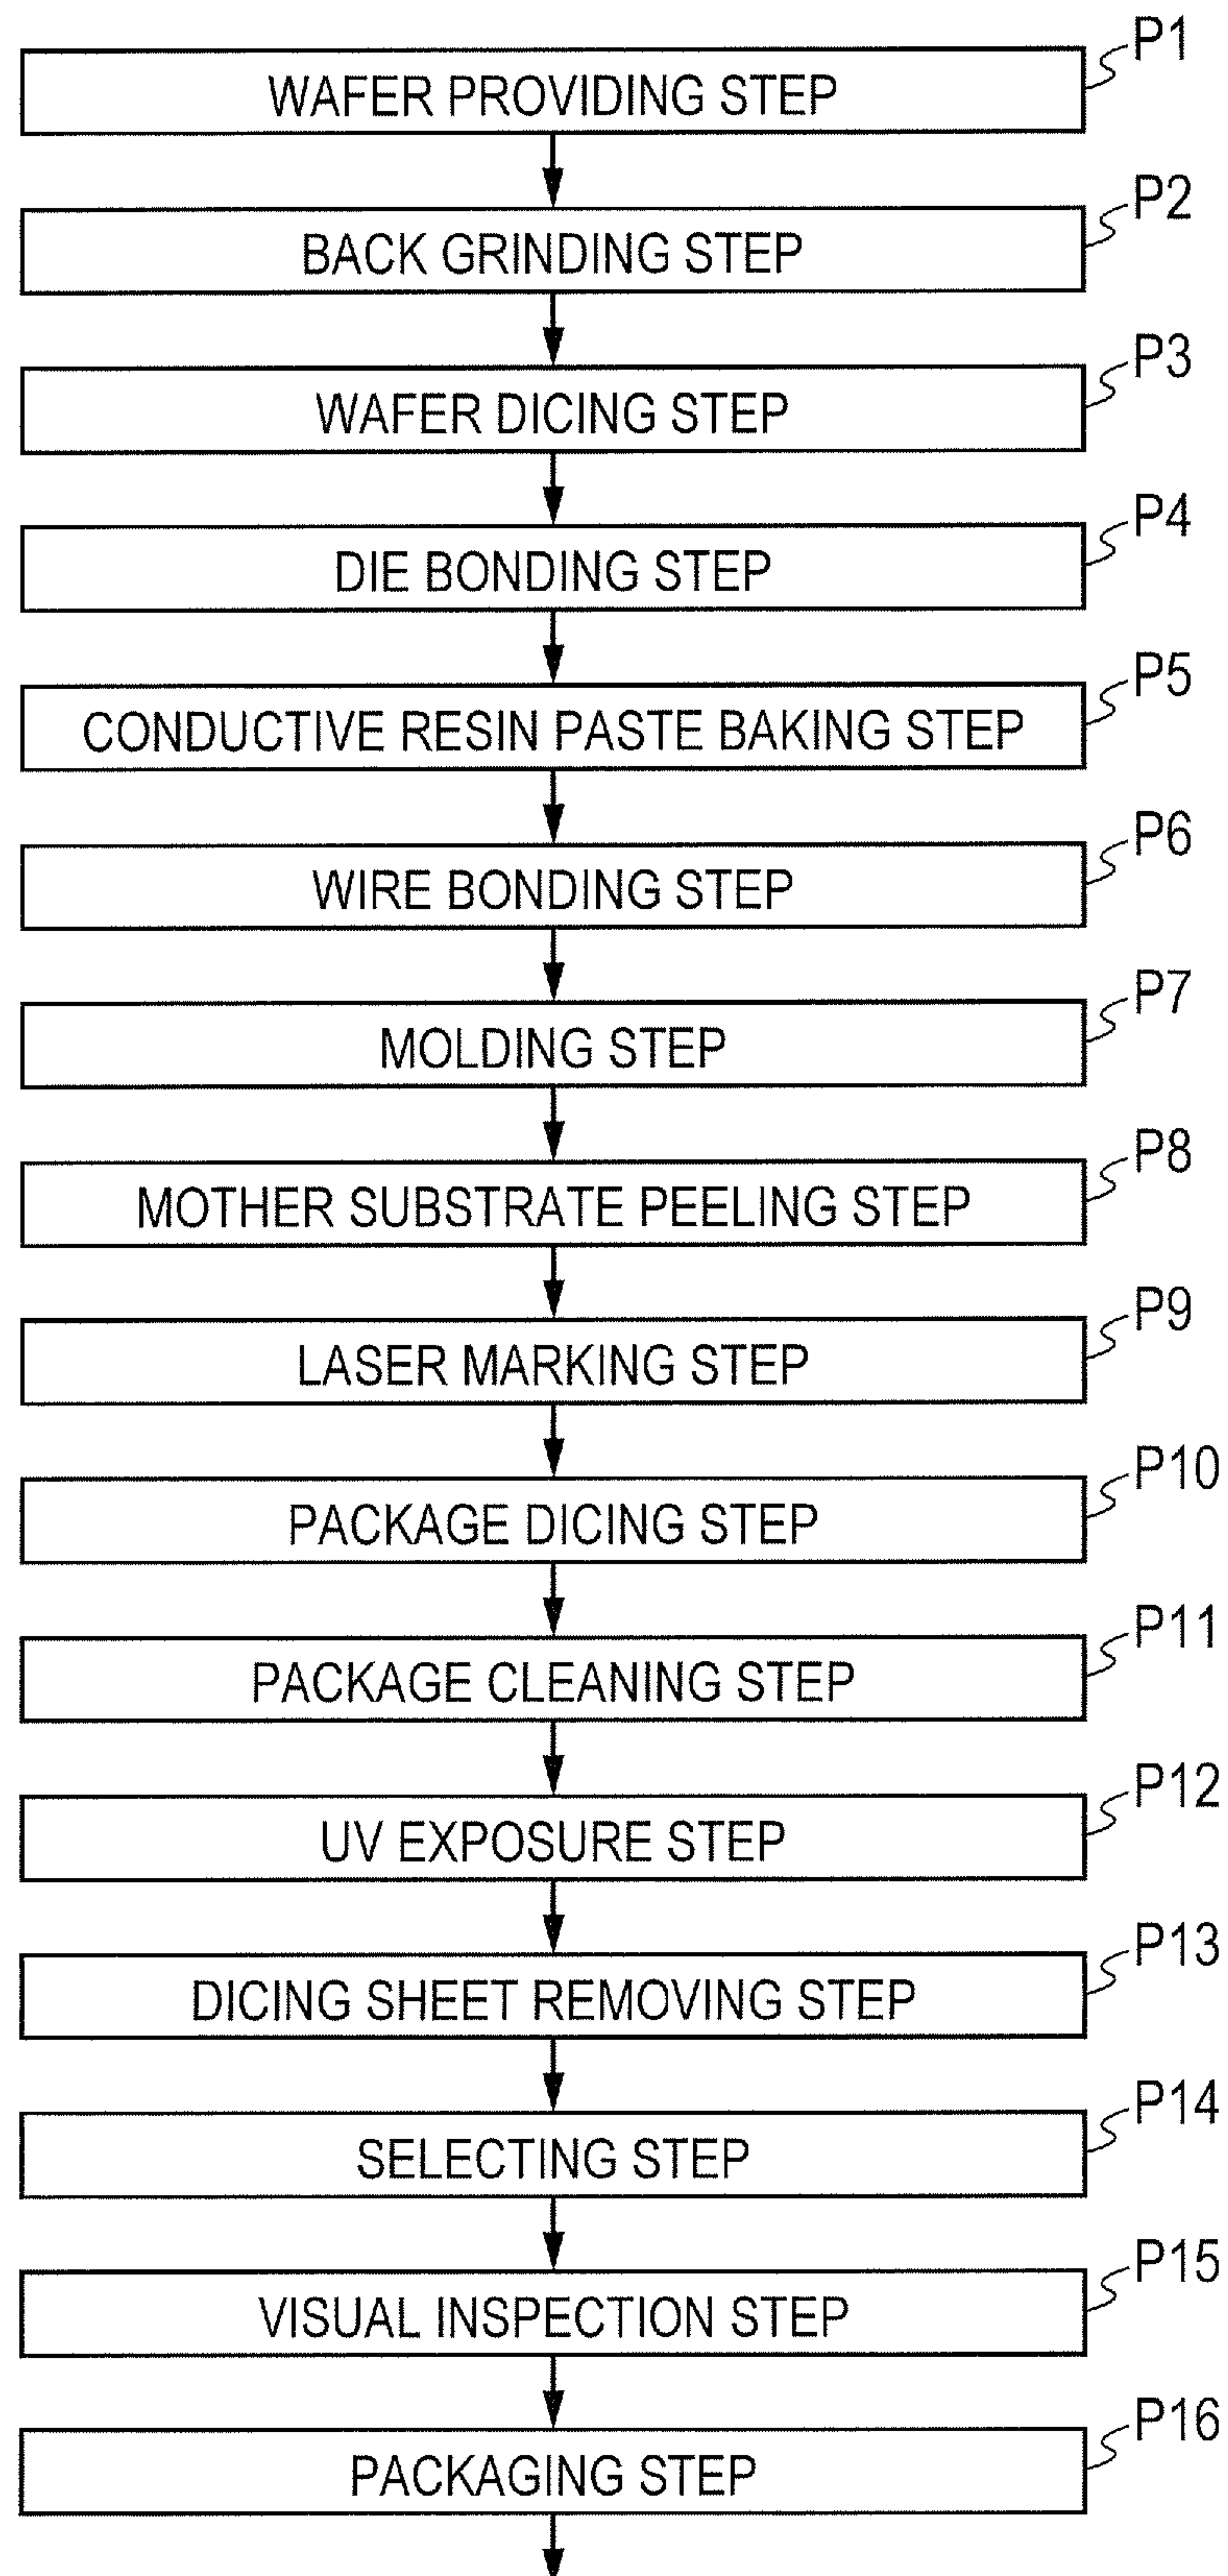 P1
WAFER PROVIDING STEP
P2
BACK GRINDING STEP
P3
WAFER DICING STEP
P4
DIE BONDING STEP
P5
CONDUCTIVE RESIN PASTE BAKING STEP
P6
WIRE BONDING STEP
P7
MOLDING STEP
P8
MOTHER SUBSTRATE PEELING STEP
P9
LASER MARKING STEP
P10
PACKAGE DICING STEP
P11
PACKAGE CLEANING STEP
P12
UV EXPOSURE STEP
P13
DICING SHEET REMOVING STEP
P14
SELECTING STEP
P15
VISUAL INSPECTION STEP
P16
PACKAGING STEP